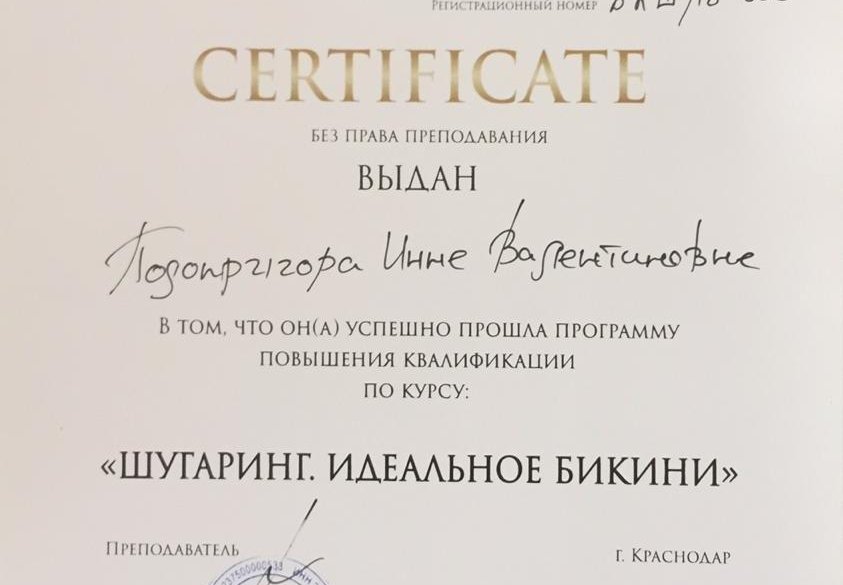 Регистрационный номер
CERTIFICATE
БЕЗ ПРАВА ПРЕПОДАВАНИЯ
ВЫДАН
Подопригора Инне Валентиновне
В ТОМ, ЧТО ОН(А) УСПЕШНО ПРОШЛА ПРОГРАММУ
ПОВЫШЕНИЯ КВАЛИФИКАЦИИ
ПО КУРСУ:
«ШУГАРИНГ. ИДЕАЛЬНОЕ БИКИНИ»
Преподаватель г. Краснодар